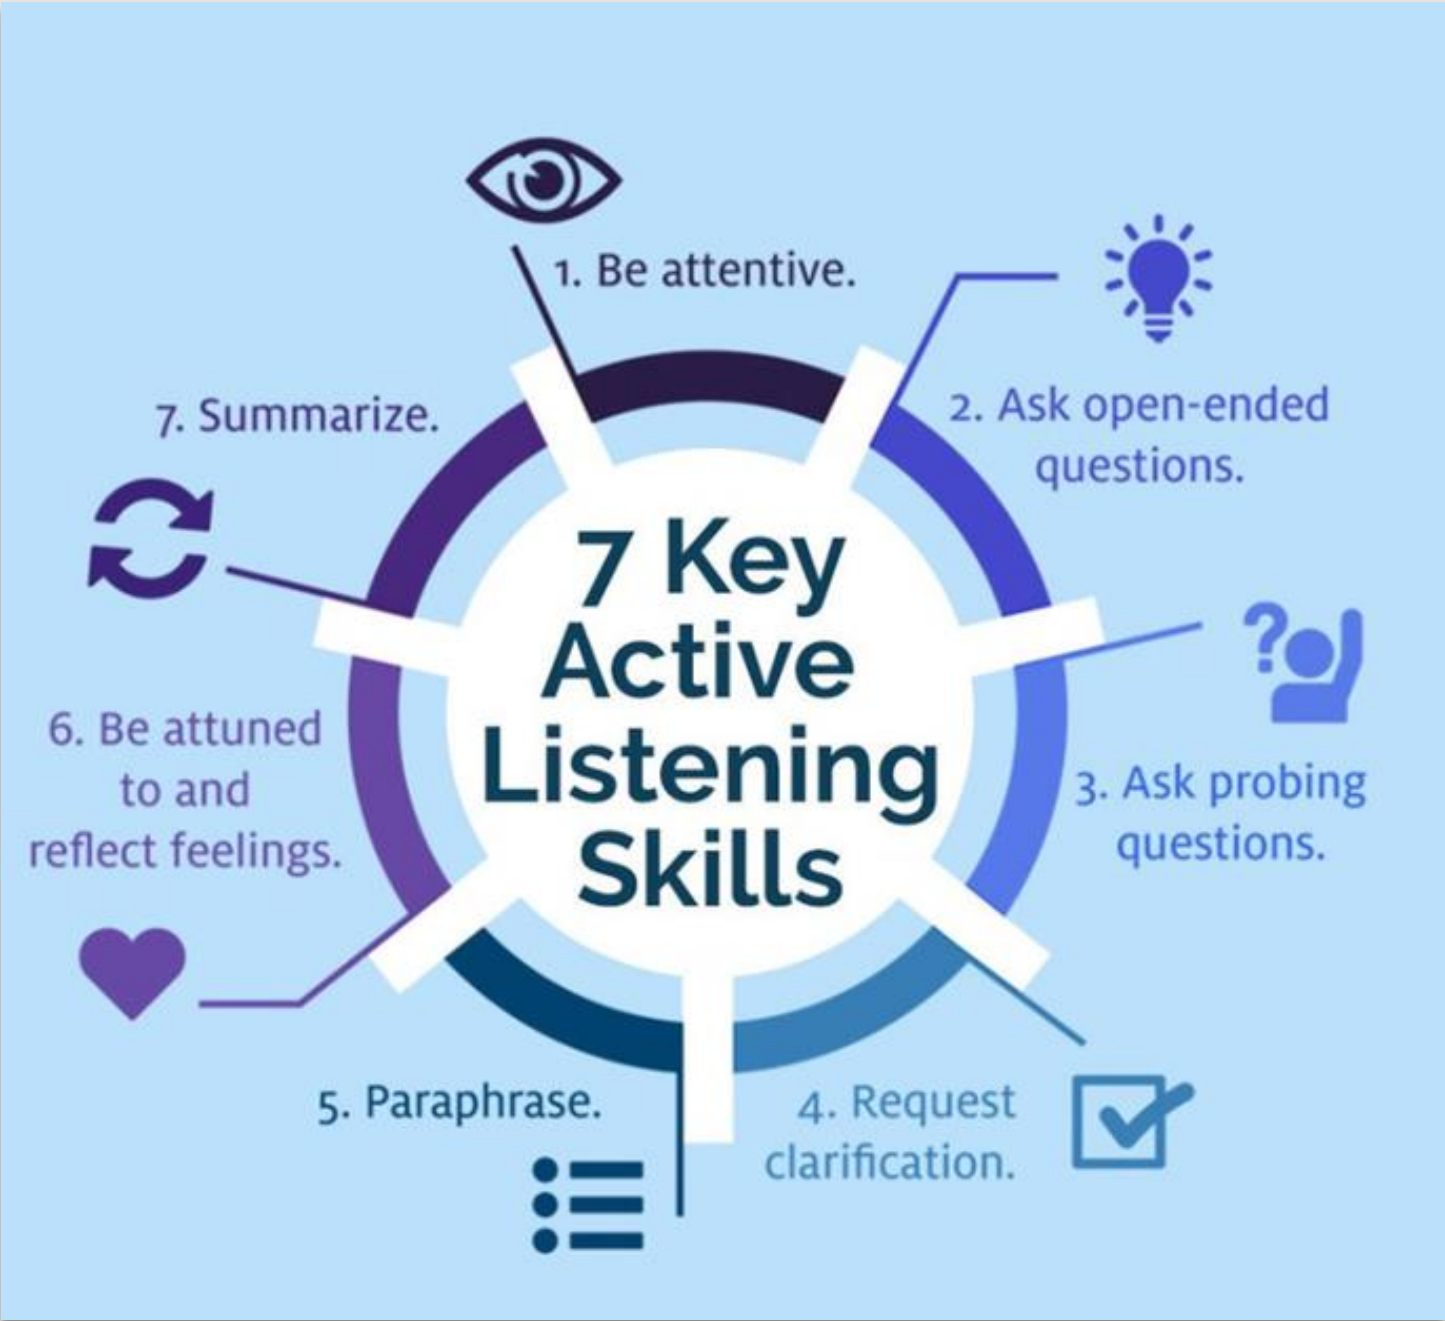 7 Key
Active
Listening
Skills
1. Be attentive.
2. Ask open-ended
questions.
3. Ask probing
questions.
4. Request
clarification.
5. Paraphrase.
6. Be attuned
to and
reflect feelings.
7. Summarize.